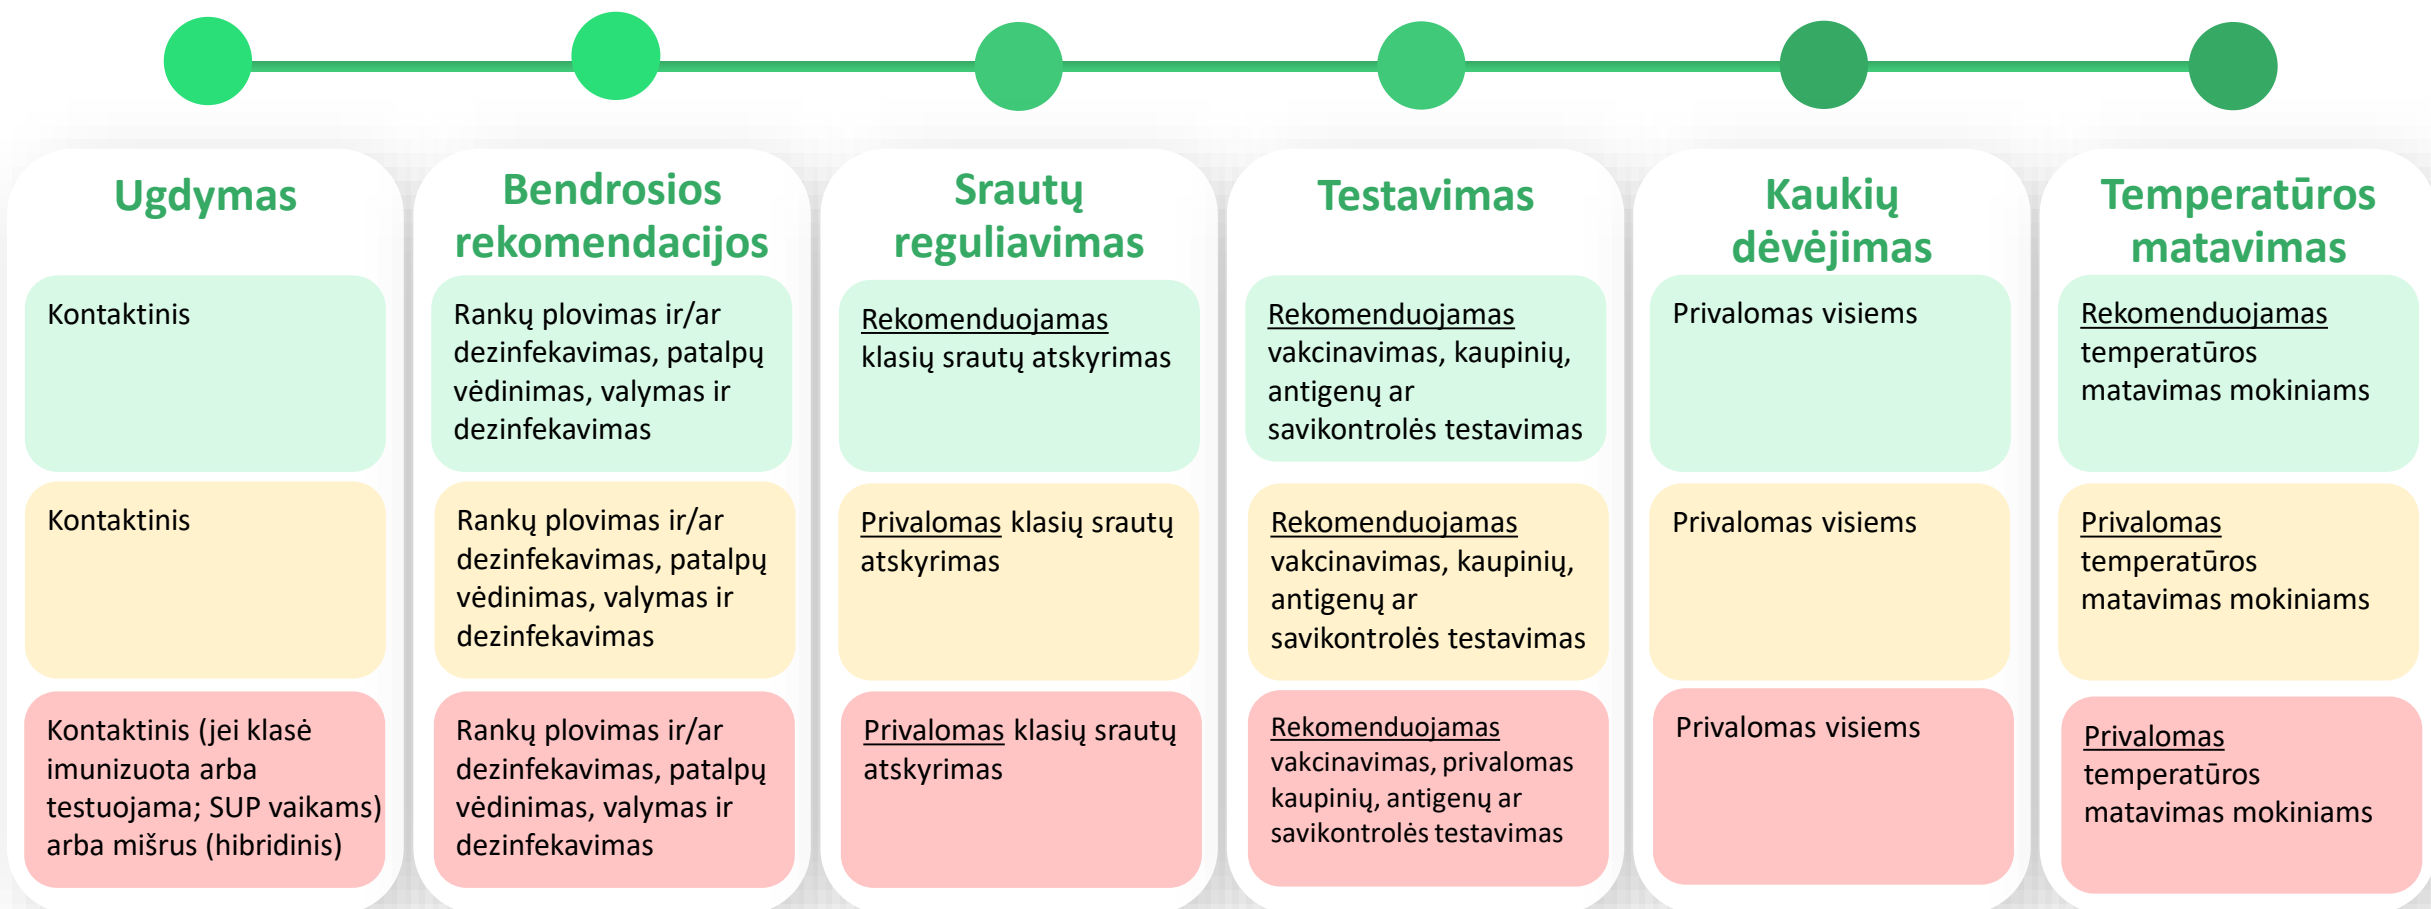 Ugdymas
Kontaktinis
Kontaktinis
Kontaktinis (jei klasė
imunizuota arba
testuojama; SUP vaikams)
arba mišrus (hibridinis)
Bendrosios
rekomendacijos
Rankų plovimas ir/ar
dezinfekavimas, patalpų
vėdinimas, valymas ir
dezinfekavimas
Rankų plovimas ir/ar
dezinfekavimas, patalpų
vėdinimas, valymas ir
dezinfekavimas
Rankų plovimas ir/ar
dezinfekavimas, patalpų
vėdinimas, valymas ir
dezinfekavimas
Srautų
reguliavimas
Rekomenduojamas
klasių srautų atskyrimas
Privalomas klasių srautų
atskyrimas
Privalomas klasių srautų
atskyrimas
Testavimas
Rekomenduojamas
vakcinavimas, kaupinių,
antigenų ar
savikontrolės testavimas
Rekomenduojamas
vakcinavimas, kaupinių,
antigenų ar
savikontrolės testavimas
Rekomenduojamas
vakcinavimas, privalomas
kaupinių, antigenų ar
savikontrolės testavimas
Kaukių
dėvėjimas
Privalomas visiems
Privalomas visiems
Privalomas visiems
Temperatūros
matavimas
Rekomenduojamas
temperatūros
matavimas mokiniams
Privalomas
temperatūros
matavimas mokiniams
Privalomas
temperatūros
matavimas mokiniams